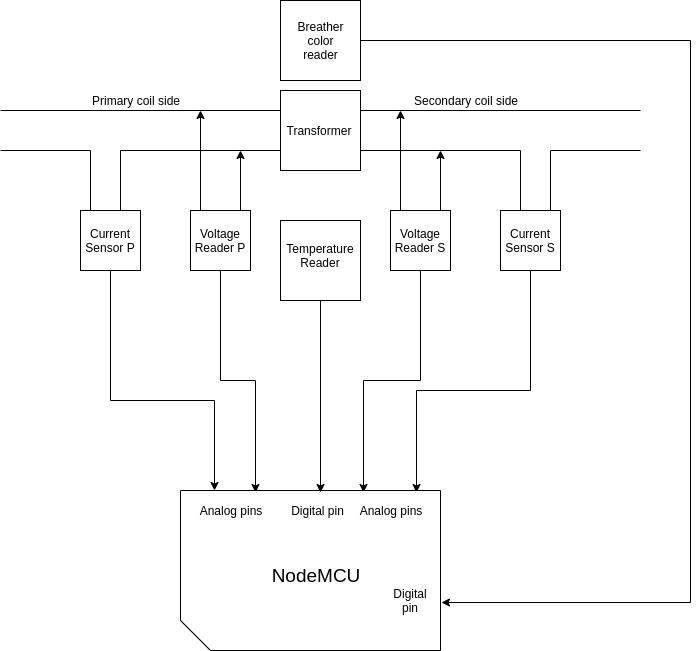 Breather
color
reader
Primary coil side
Secondary coil side
Transformer
Current
Sensor P
Voltage
Reader P
Temperature
Reader
Voltage
Reader S
Current
Sensor S
Analog pins
Digital pin
Analog pins
NodeMCU
Digital
pin